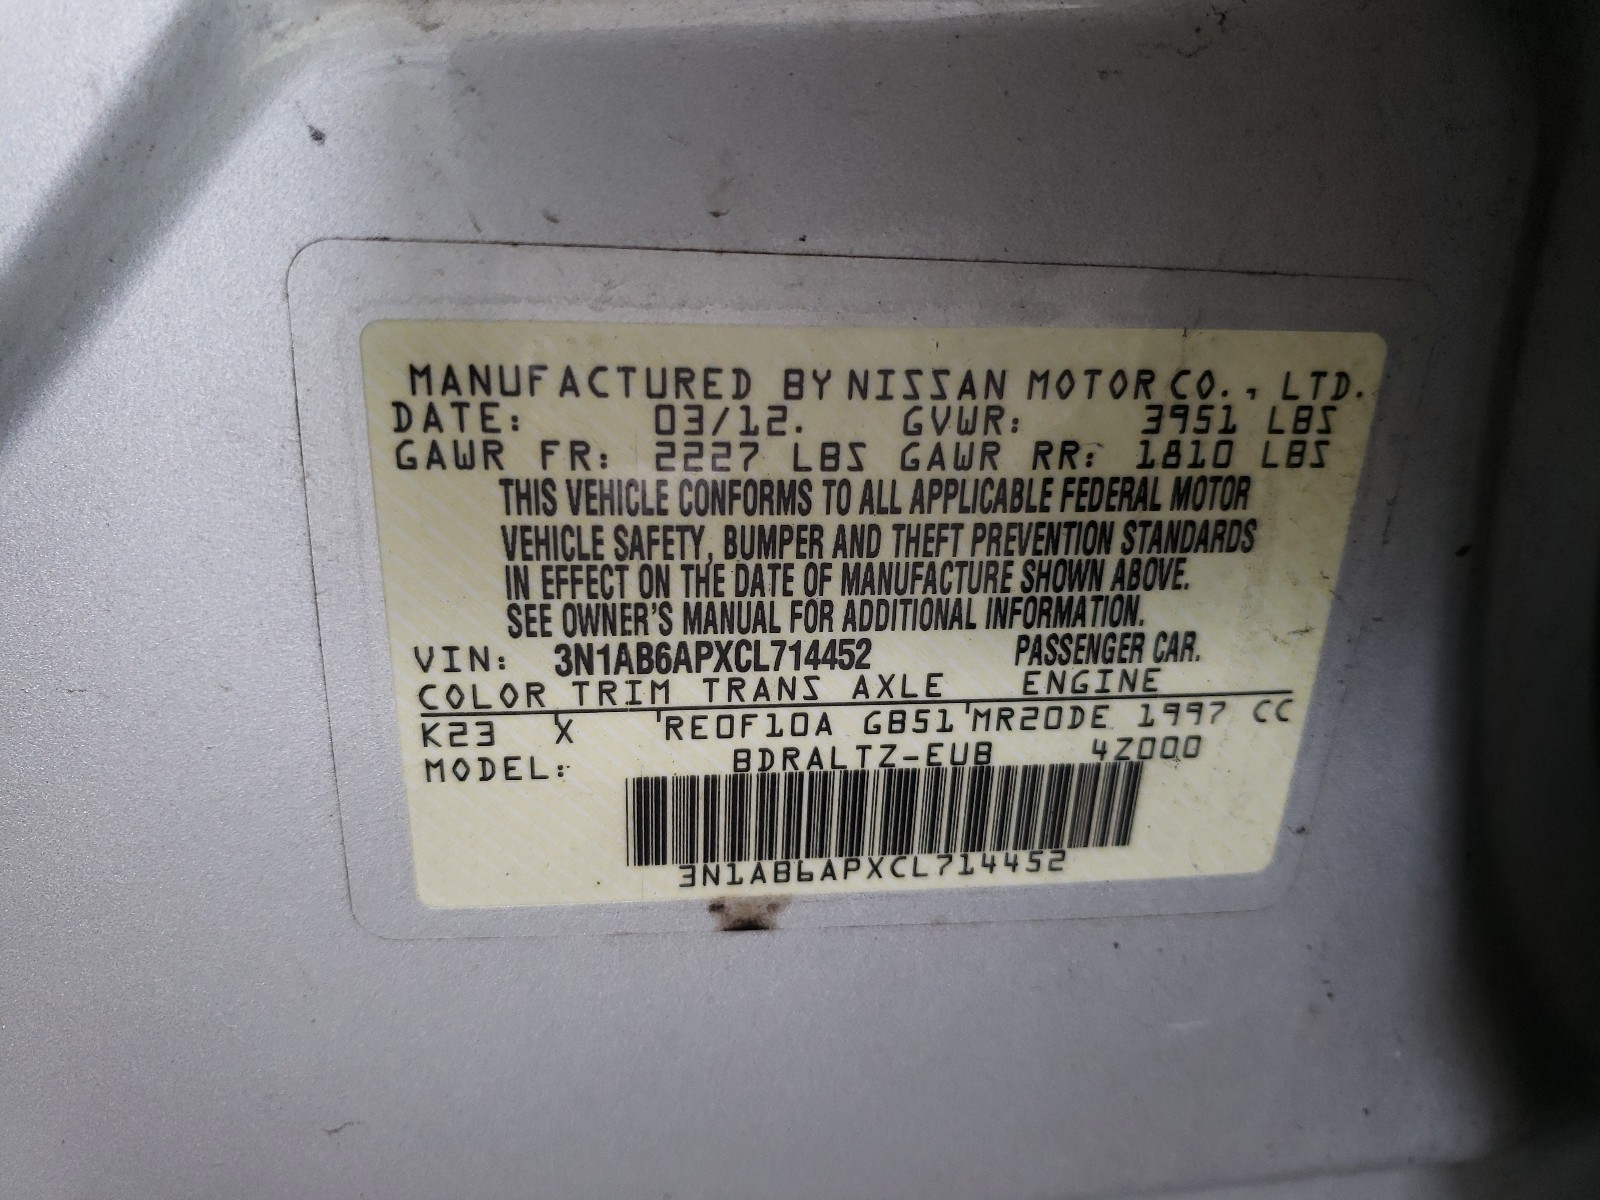 MANUFACTURED BY NISSAN MOTOR CO., LTD.
DATE: 03/12. GVWR: 3951 LBS
GAWR FR: 2227 LBS GAWR RR: 1810 LBS
THIS VEHICLE CONFORMS TO ALL APPLICABLE FEDERAL MOTOR
VEHICLE SAFETY, BUMPER AND THEFT PREVENTION STANDARDS
IN EFFECT ON THE DATE OF MANUFACTURE SHOWN ABOVE.
SEE OWNER'S MANUAL FOR ADDITIONAL INFORMATION.
VIN: 3N1AB6APXCL714452 PASSENGER CAR.
COLOR TRIM TRANS AXLE ENGINE
K23 X RE0F10A GB51 MR20DE 1997 CC
MODEL: BDRALTZ-EUB 4Z000
3N1AB6APXCL714452